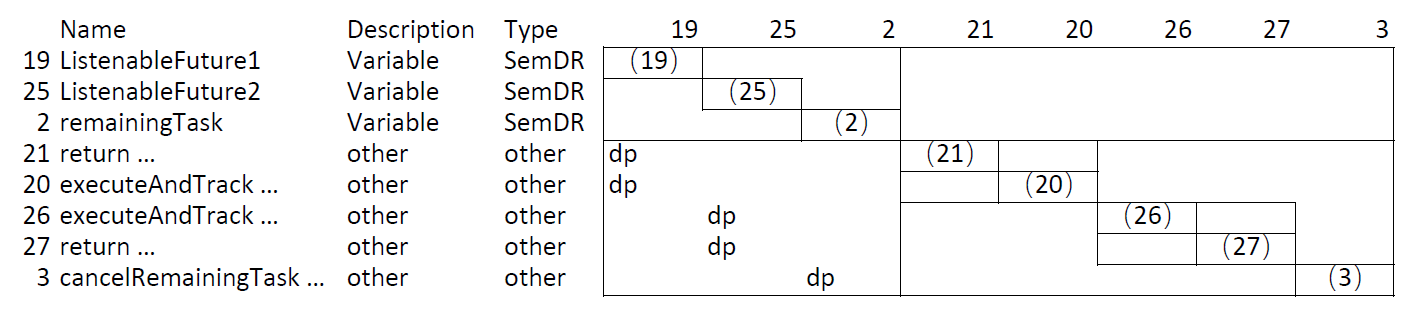 Name Description Type 19 25 2 21 20 26 27 3
19 ListenableFuture1 Variable SemDR (19)
25 ListenableFuture2 Variable SemDR (25)
2 remainingTask Variable SemDR (2)
21 return ... other other dp (21)
20 executeAndTrack ... other other dp (20)
26 executeAndTrack ... other other dp (26)
27 return ... other other dp (27)
3 cancelRemainingTask ... other other dp (3)